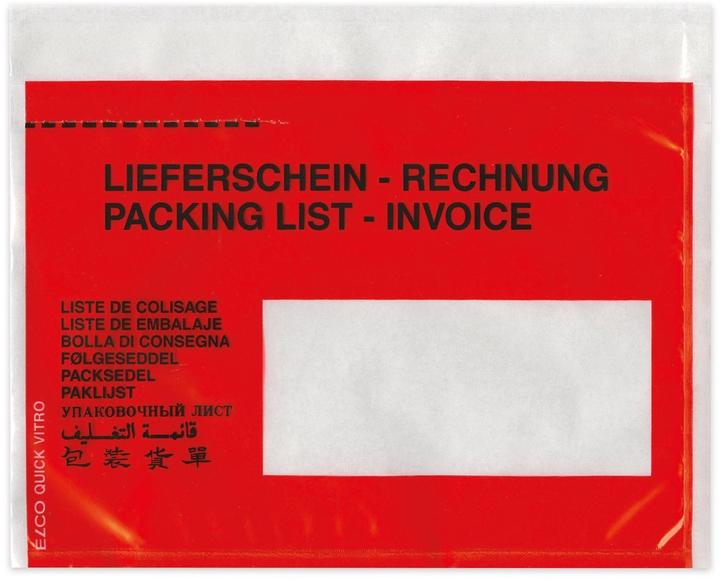 LIEFERSCHEIN - RECHNUNG
PACKING LIST - INVOICE
LISTE DE COLISAGE
LISTE DE EMBALAJE
BOLLA DI CONSEGNA
FØLGESEDDEL
PACKSEDEL
PAKLIJST
УПАКОВОЧНЫЙ ЛИСТ
قائمة التغليف
包裝貨單
ELCO QUICK VITRO